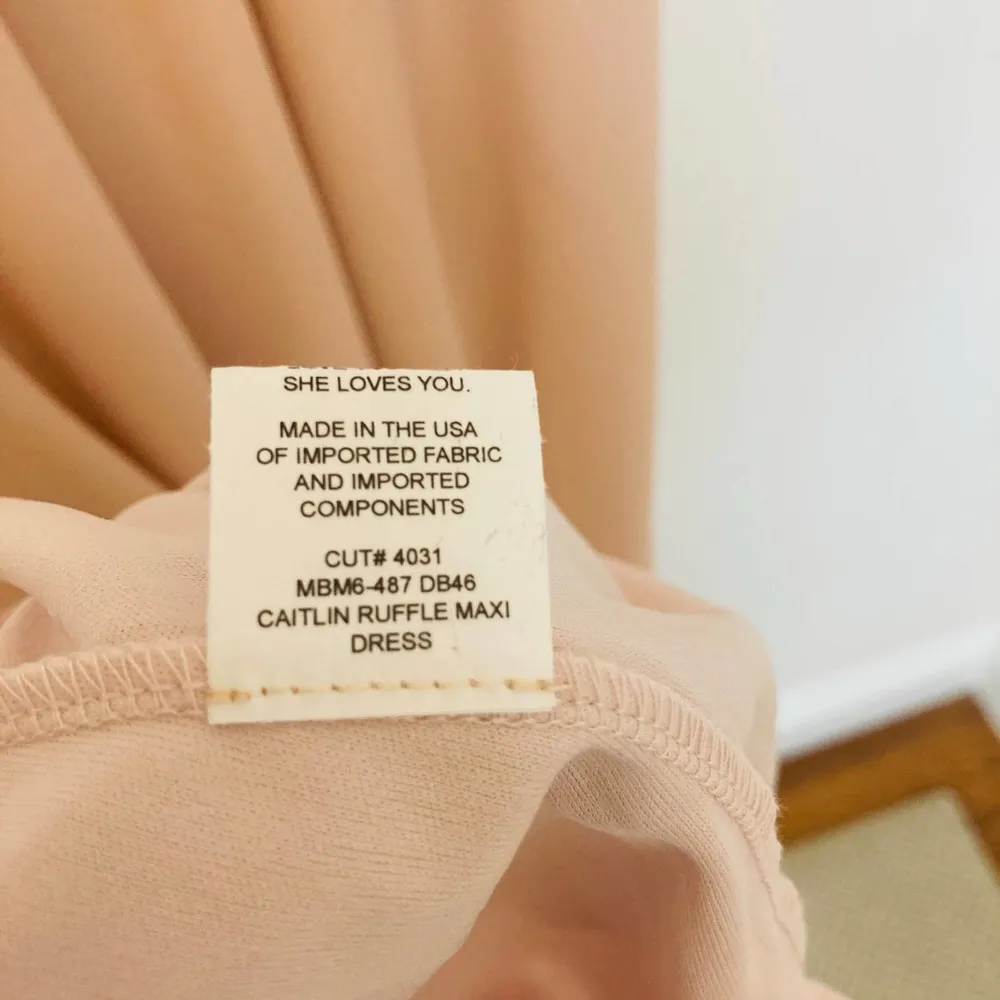 SHE LOVES YOU.
MADE IN THE USA
OF IMPORTED FABRIC
AND IMPORTED
COMPONENTS
CUT# 4031
MBM6-487 DB46
CAITLIN RUFFLE MAXI
DRESS